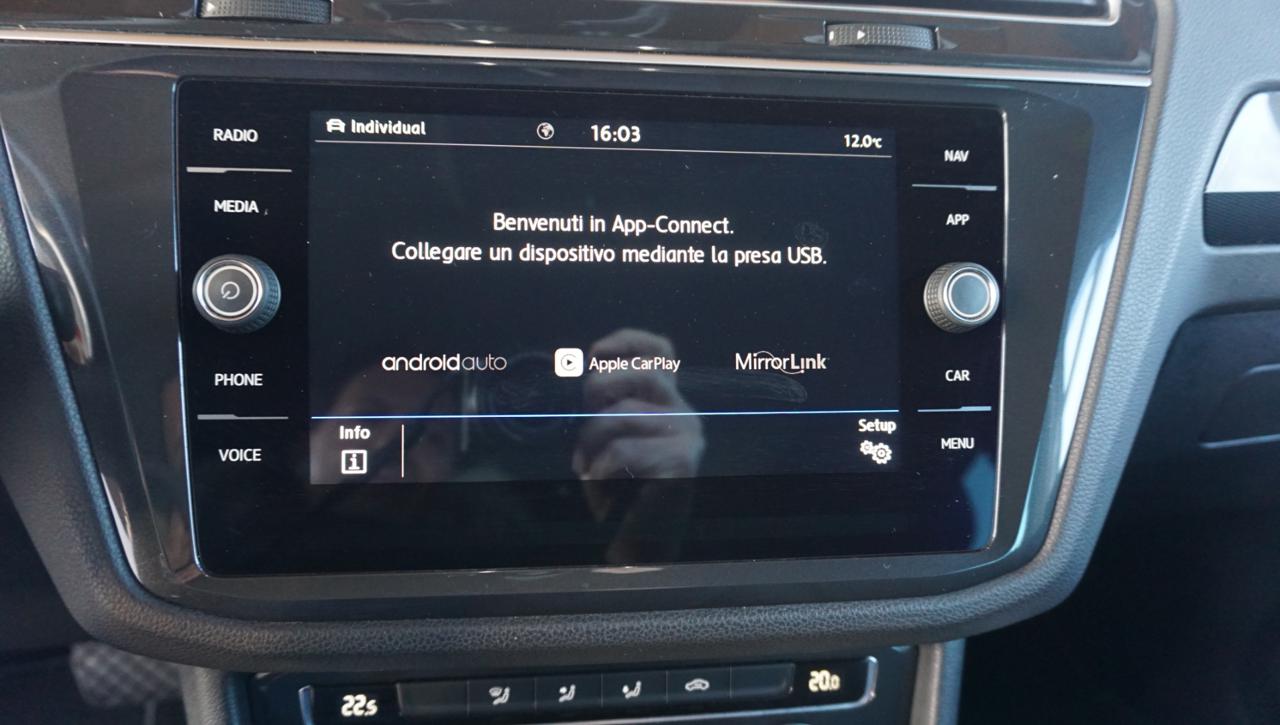 Individual 16:03 12.0°C
RADIO
MEDIA
PHONE
VOICE
Benvenuti in App-Connect.
Collegare un dispositivo mediante la presa USB.
androidauto Apple CarPlay MirrorLink
Info Setup
NAV
APP
CAR
MENU
22.5 20.0